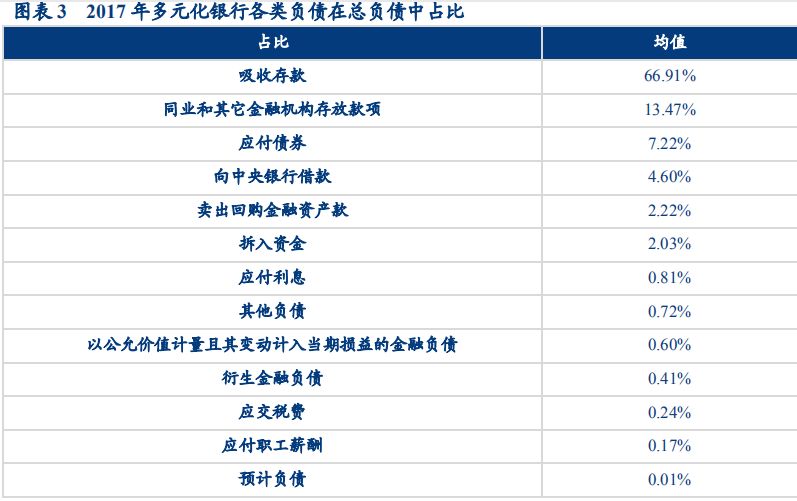 图表 3 2017 年多元化银行各类负债在总负债中占比
占比 均值
吸收存款 66.91%
同业和其它金融机构存放款项 13.47%
应付债券 7.22%
向中央银行借款 4.60%
卖出回购金融资产款 2.22%
拆入资金 2.03%
应付利息 0.81%
其他负债 0.72%
以公允价值计量且其变动计入当期损益的金融负债 0.60%
衍生金融负债 0.41%
应交税费 0.24%
应付职工薪酬 0.17%
预计负债 0.01%